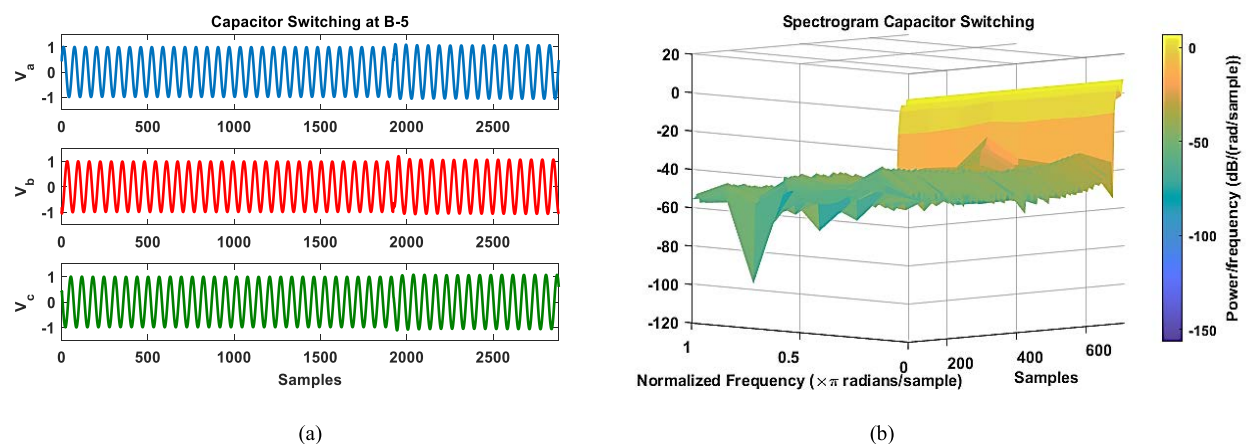 Capacitor Switching at B-5
V_a
1
0
-1
0 500 1000 1500 2000 2500
V_b
1
0
-1
0 500 1000 1500 2000 2500
V_c
1
0
-1
0 500 1000 1500 2000 2500
Samples
(a)
Spectrogram Capacitor Switching
20
0
-20
-40
-60
-80
-100
-120
1 0.5 0
Normalized Frequency (×π radians/sample)
200 400 600
Samples
0
-50
-100
-150
Power/frequency (dB/(rad/sample))
(b)